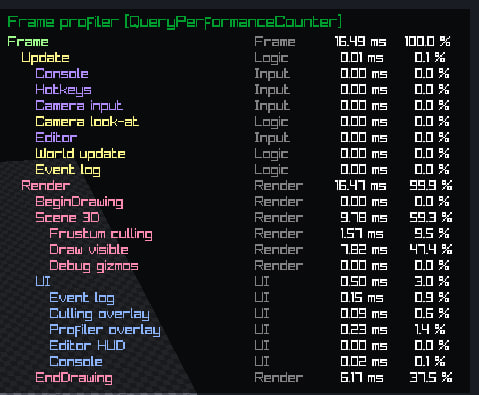 Frame profiler [QueryPerformanceCounter]
Frame Frame 16.49 ms 100.0 %
Update Logic 0.01 ms 0.1 %
Console Input 0.00 ms 0.0 %
Hotkeys Input 0.00 ms 0.0 %
Camera input Input 0.00 ms 0.0 %
Camera look-at Logic 0.00 ms 0.0 %
Editor Input 0.00 ms 0.0 %
World update Logic 0.00 ms 0.0 %
Event log Logic 0.00 ms 0.0 %
Render Render 16.47 ms 99.9 %
BeginDrawing Render 0.00 ms 0.0 %
Scene 3D Render 9.78 ms 59.3 %
Frustum culling Render 1.57 ms 9.5 %
Draw visible Render 7.82 ms 47.4 %
Debug gizmos Render 0.00 ms 0.0 %
UI UI 0.50 ms 3.0 %
Event log UI 0.15 ms 0.9 %
Culling overlay UI 0.09 ms 0.6 %
Profiler overlay UI 0.23 ms 1.4 %
Editor HUD UI 0.00 ms 0.0 %
Console UI 0.02 ms 0.1 %
EndDrawing Render 6.17 ms 37.5 %